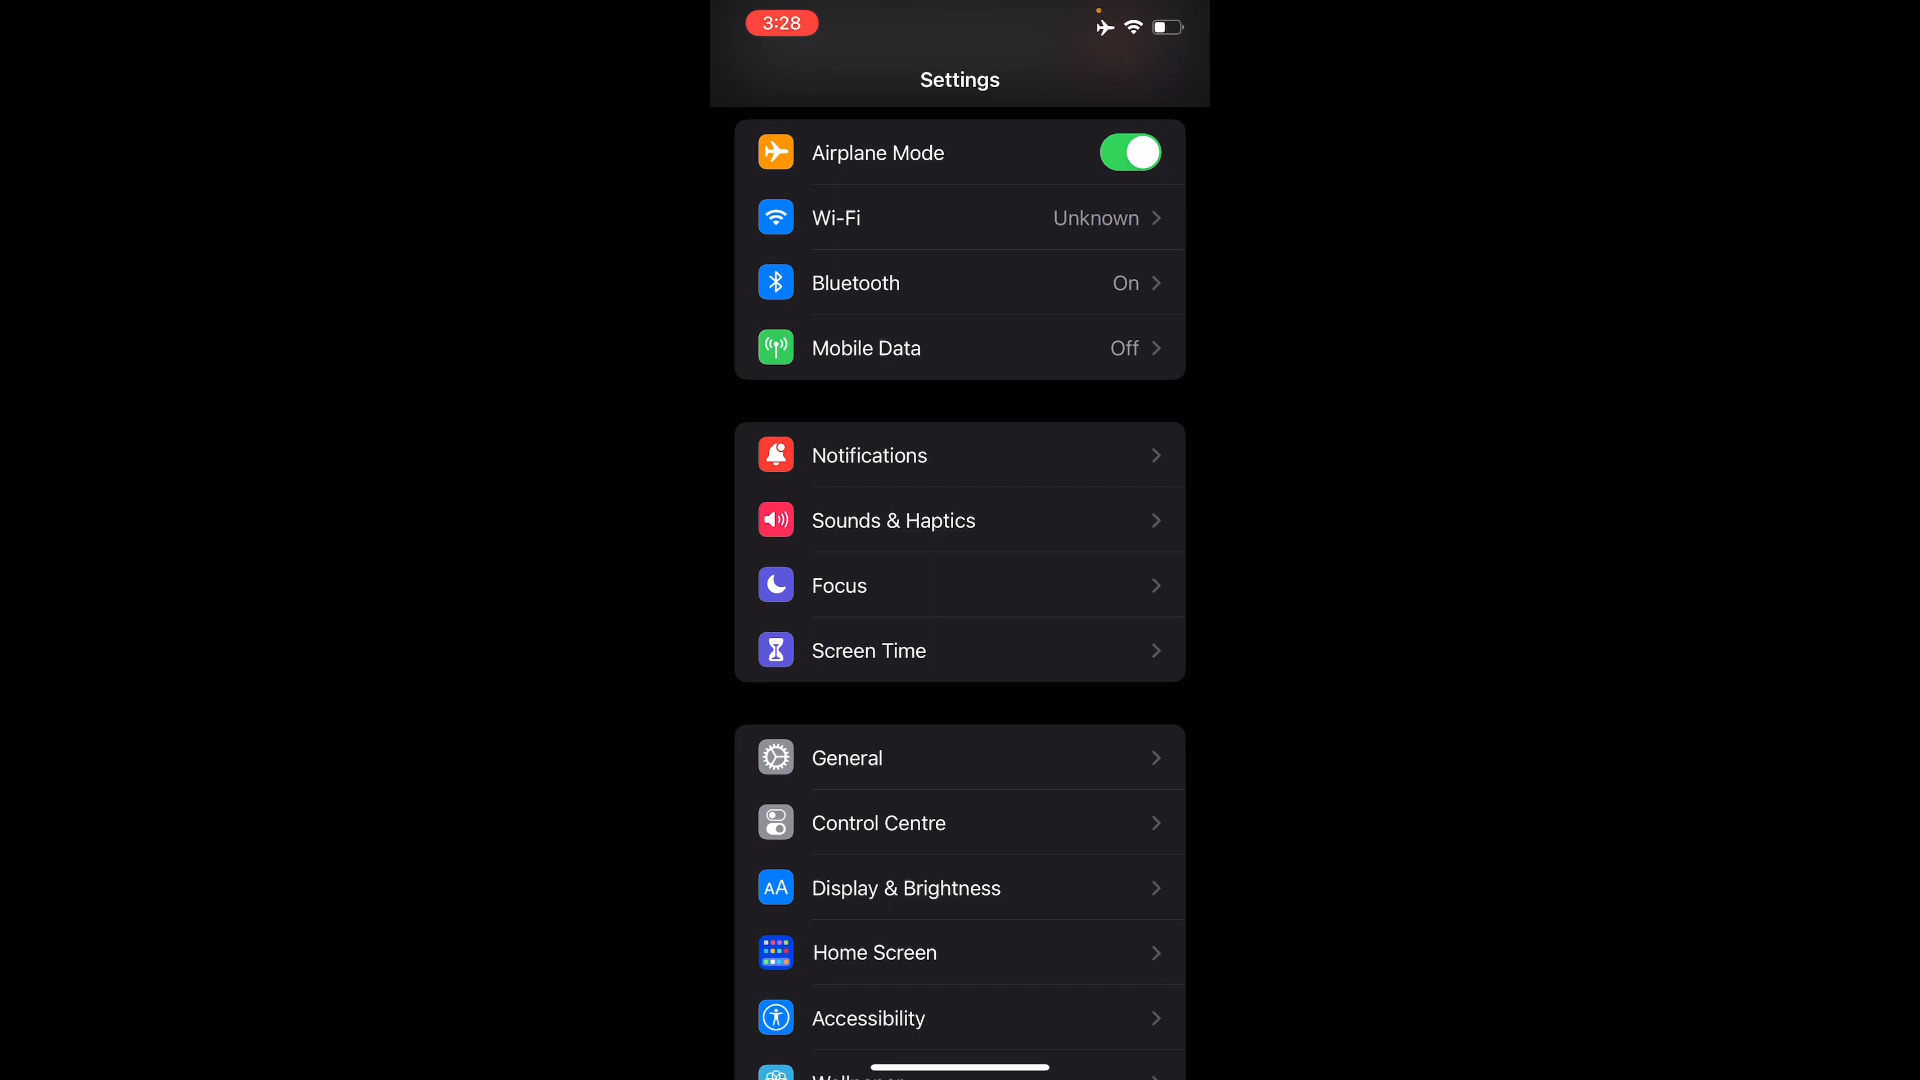 3:28
Settings
Airplane Mode
Wi-Fi Unknown
Bluetooth On
Mobile Data Off
Notifications
Sounds & Haptics
Focus
Screen Time
General
Control Centre
AA Display & Brightness
Home Screen
Accessibility